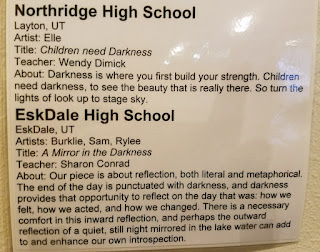 Northridge High School
Layton, UT
Artist: Elle
Title: Children need Darkness
Teacher: Wendy Dimick
About: Darkness is where you first build your strength. Children
need darkness, to see the beauty that is really there. So turn the
lights of look up to stage sky.
EskDale High School
EskDale, UT
Artists: Burklie, Sam, Rylee
Title: A Mirror in the Darkness
Teacher: Sharon Conrad
About: Our piece is about reflection, both literal and metaphorical.
The end of the day is punctuated with darkness, and darkness
provides that opportunity to reflect on the day that was: how we
felt, how we acted, and how we changed. There is a necessary
comfort in this inward reflection, and perhaps the outward
reflection of a quiet, still night mirrored in the lake water can add
to enhance our own introspection.